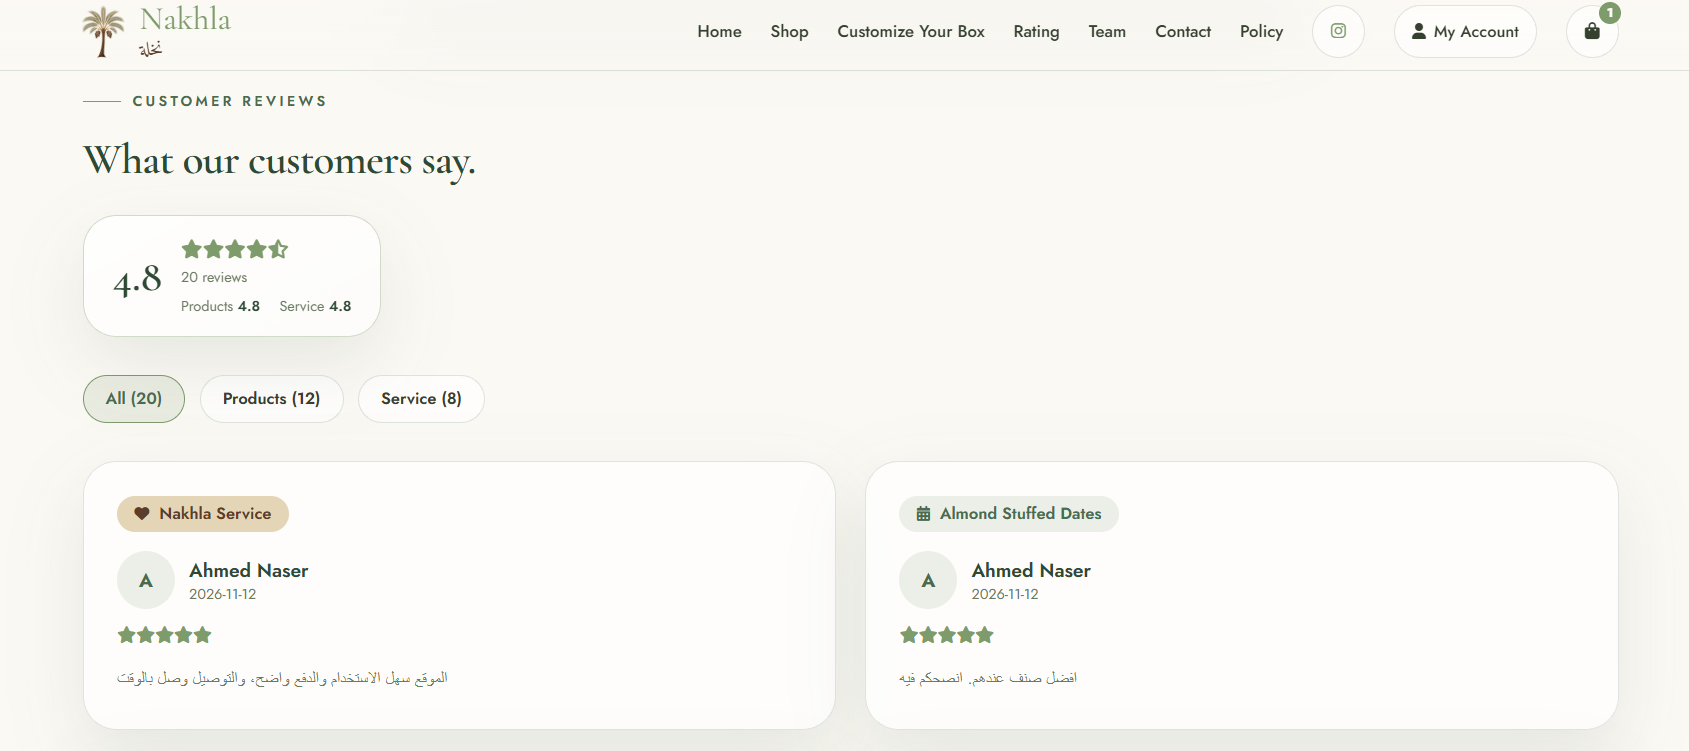 Nakhla
نخلة
Home
Shop
Customize Your Box
Rating
Team
Contact
Policy
My Account
1
CUSTOMER REVIEWS
What our customers say.
4.8
20 reviews
Products 4.8 Service 4.8
All (20)
Products (12)
Service (8)
Nakhla Service
A
Ahmed Naser
2026-11-12
الموقع سهل الاستخدام والدفع واضح، والتوصيل وصل بالوقت
Almond Stuffed Dates
A
Ahmed Naser
2026-11-12
افضل صنف عندهم. انصحكم فيه